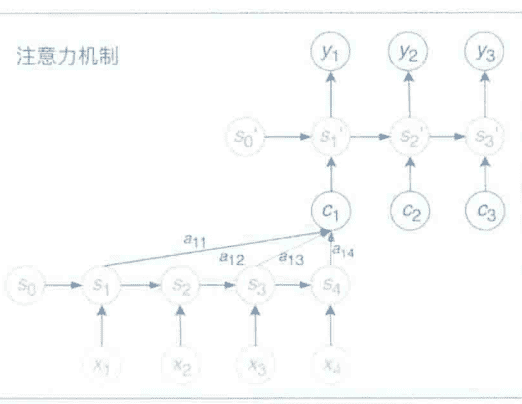 注意力机制
y₁ y₂ y₃
s₀' s₁' s₂' s₃'
c₁ c₂ c₃
a₁₁ a₁₂ a₁₃ a₁₄
s₀ s₁ s₂ s₃ s₄
x₁ x₂ x₃ x₄